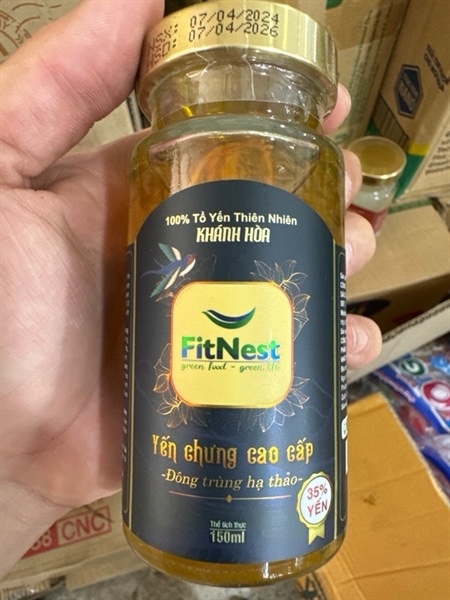 NSX: 07/04/2024
HSD: 07/04/2026
100% Tổ Yến Thiên Nhiên
KHÁNH HÒA
FitNest
green food - green life
Yến chưng cao cấp
-Đông trùng hạ thảo-
35%
YẾN
Thể tích thực
150ml
CNC